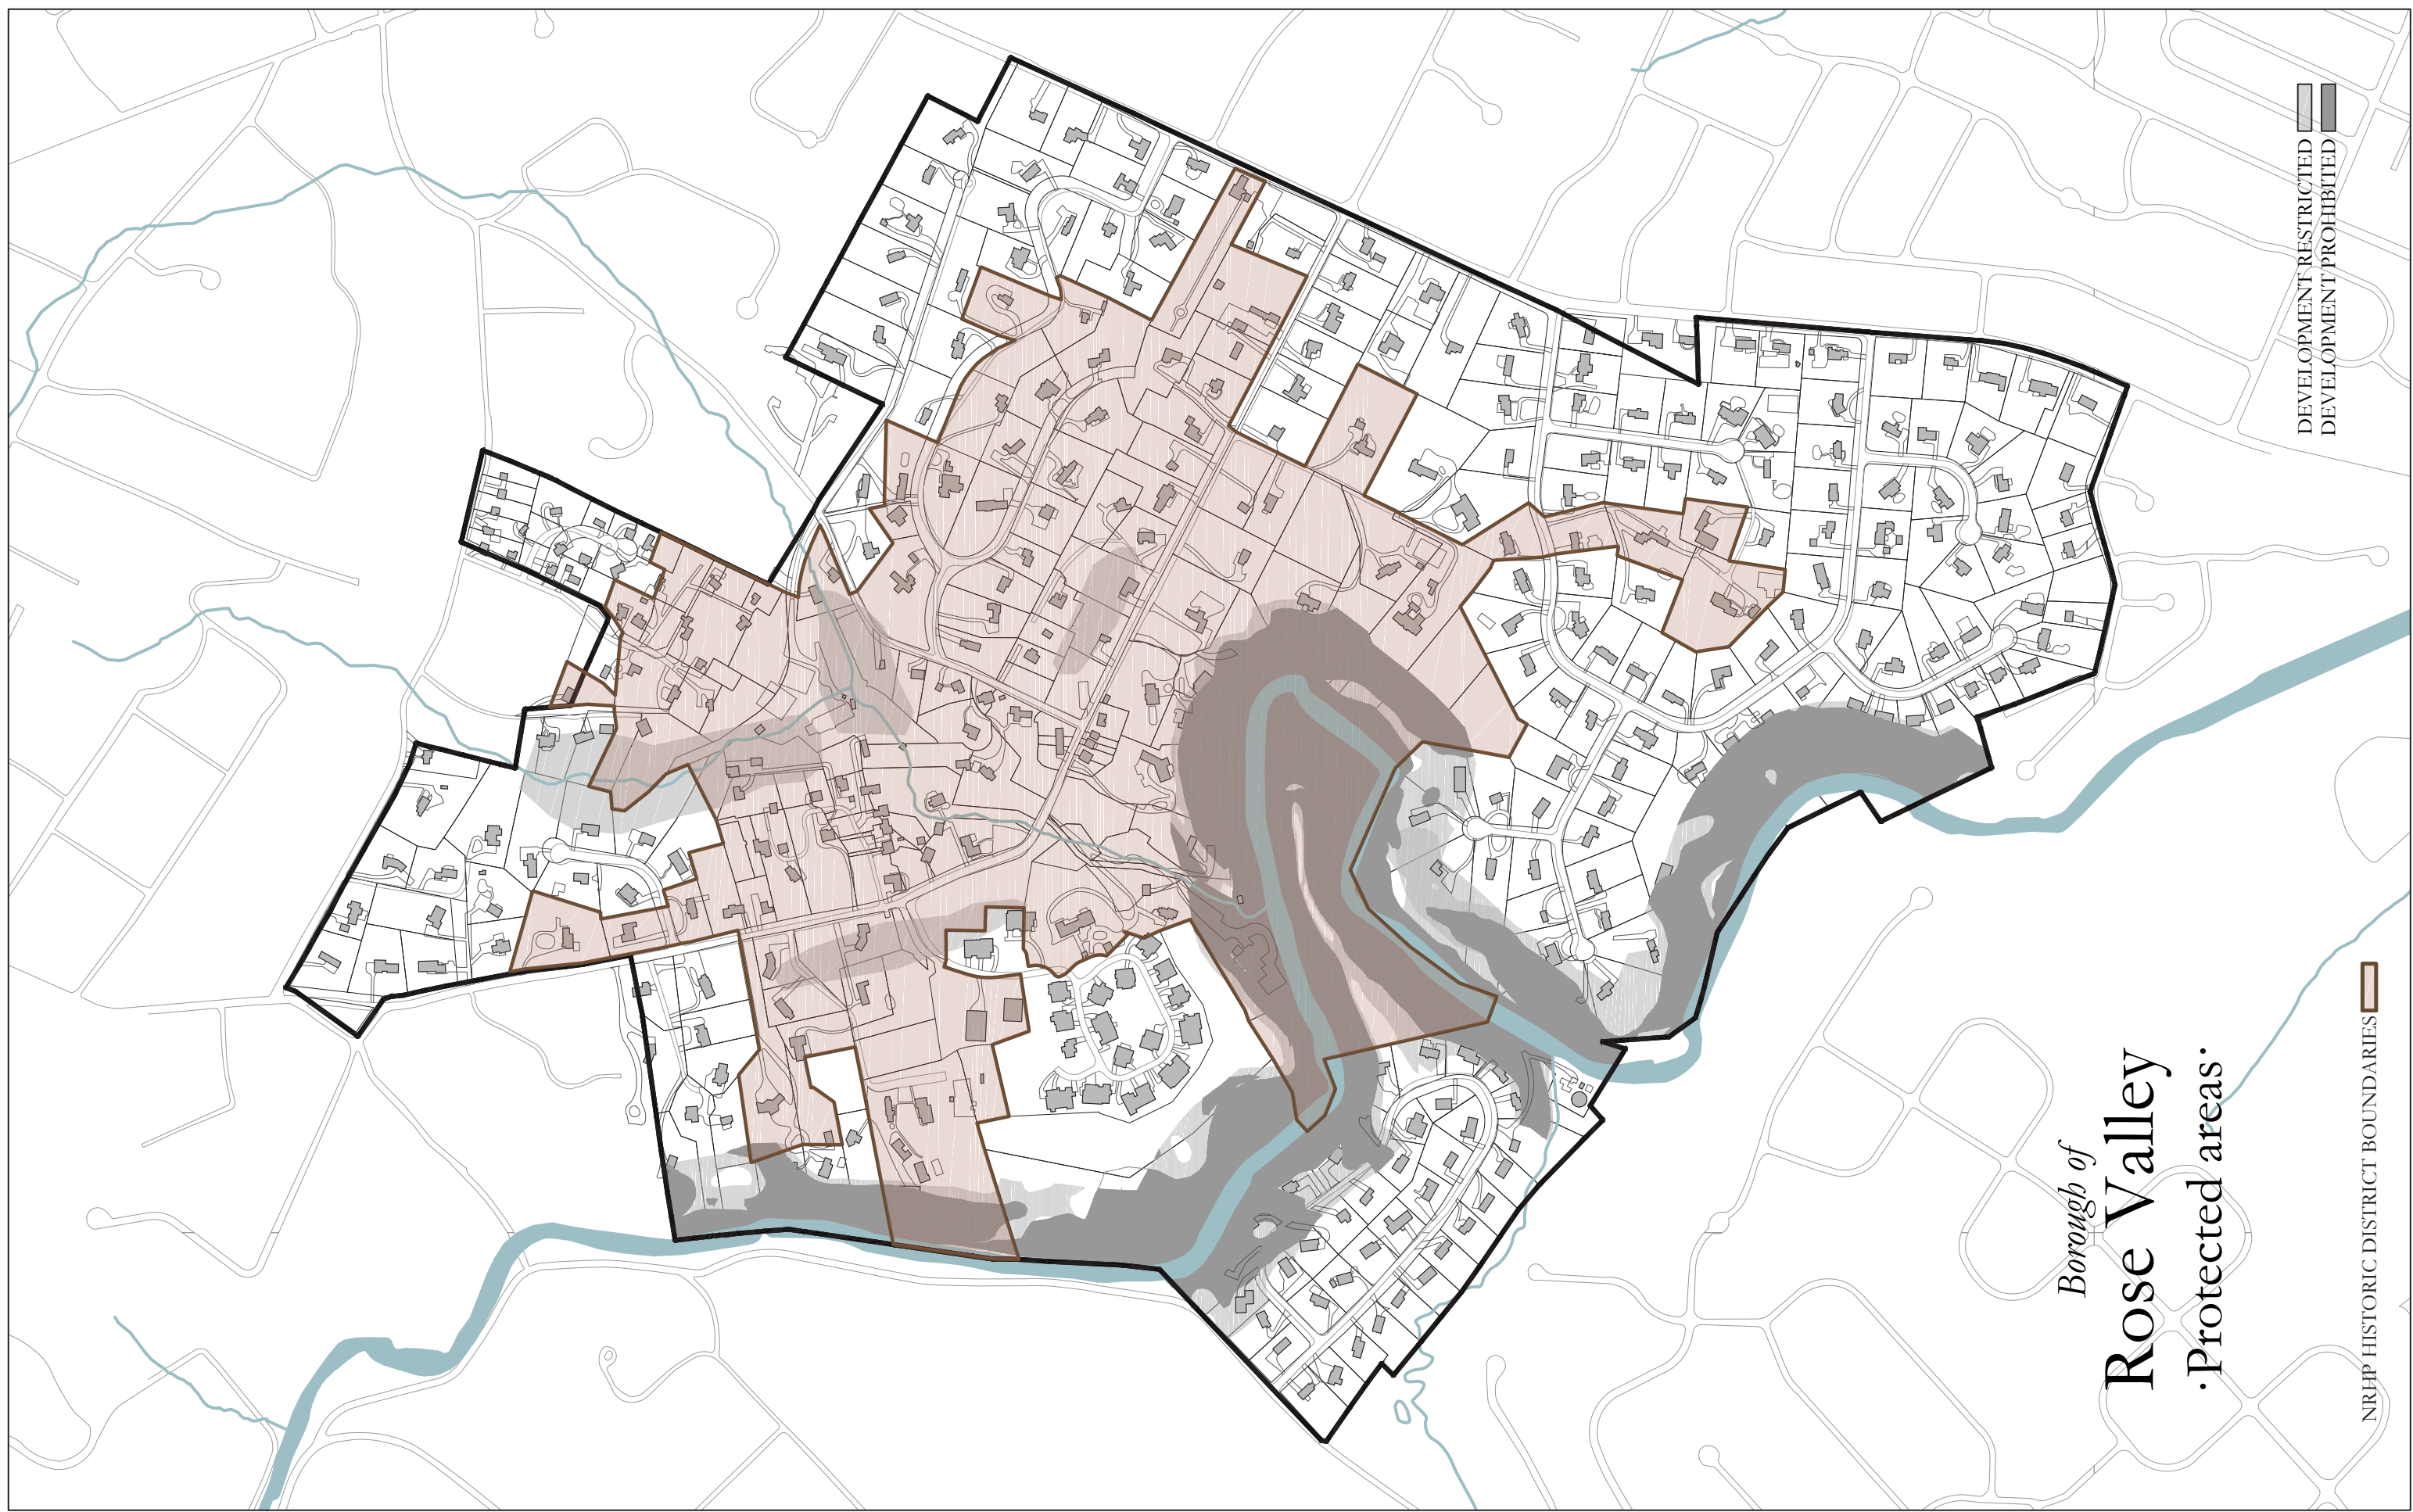 Borough of
Rose Valley
·Protected areas·
NRHP HISTORIC DISTRICT BOUNDARIES
DEVELOPMENT RESTRICTED
DEVELOPMENT PROHIBITED